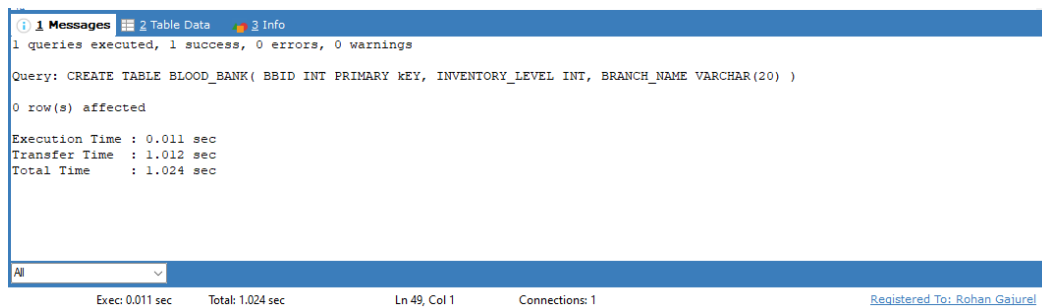 1 Messages 2 Table Data 3 Info
1 queries executed, 1 success, 0 errors, 0 warnings
Query: CREATE TABLE BLOOD_BANK( BBID INT PRIMARY kEY, INVENTORY_LEVEL INT, BRANCH_NAME VARCHAR(20) )
0 row(s) affected
Execution Time : 0.011 sec
Transfer Time : 1.012 sec
Total Time : 1.024 sec
All
Exec: 0.011 sec Total: 1.024 sec Ln 49, Col 1 Connections: 1 Registered To: Rohan Gajurel